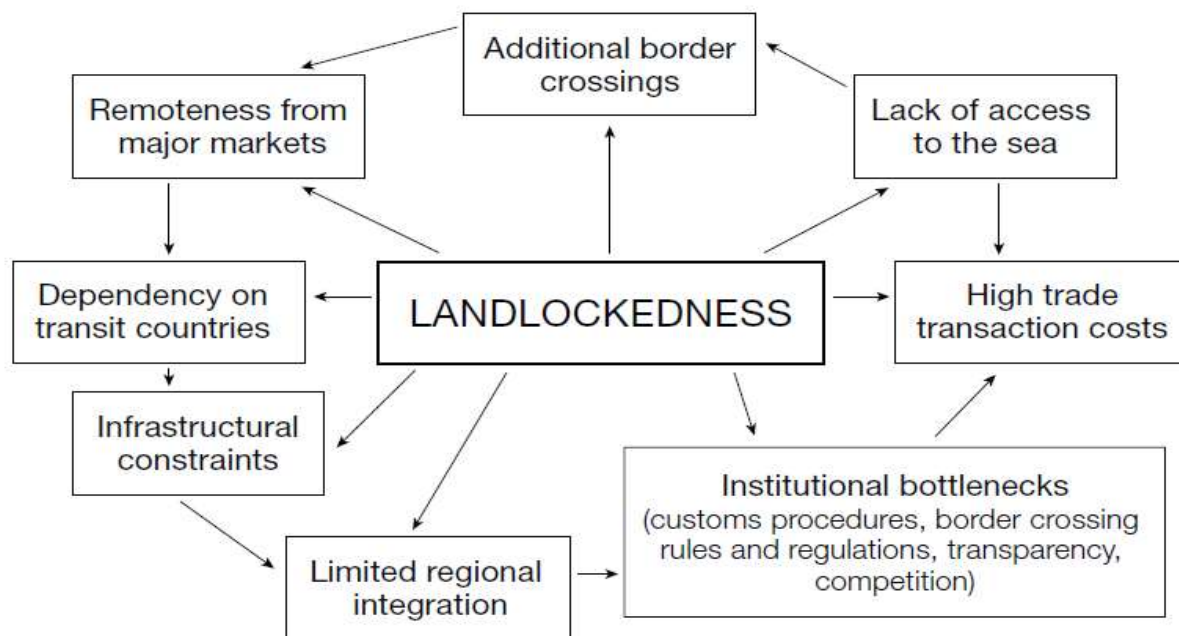 Additional border
crossings
Remoteness from
major markets
Lack of access
to the sea
Dependency on
transit countries
LANDLOCKEDNESS
High trade
transaction costs
Infrastructural
constraints
Institutional bottlenecks
(customs procedures, border crossing
rules and regulations, transparency,
competition)
Limited regional
integration